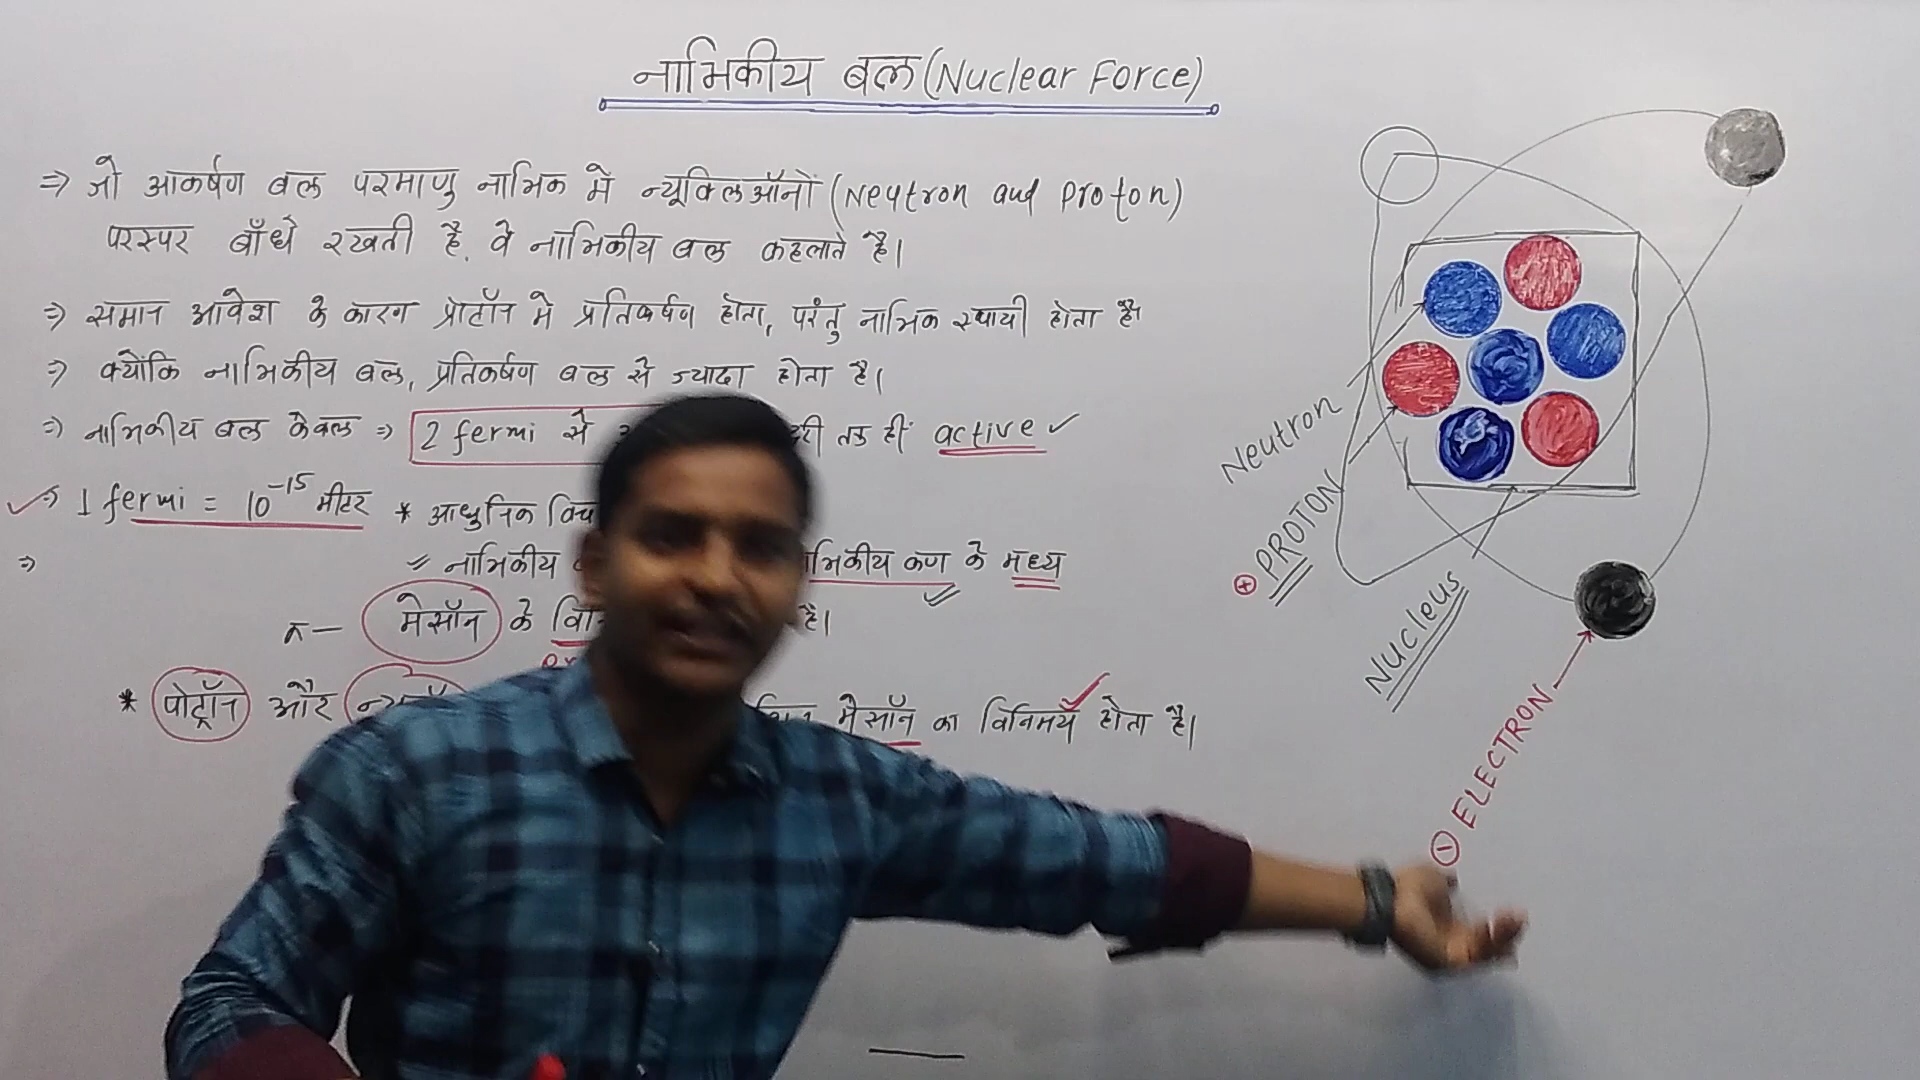 नाभिकीय बल (Nuclear Force)
⇒ जो आकर्षण बल परमाणु नाभिक मे न्यूक्लिऑनों (Neutron and Proton)
परस्पर बाँधे रखती है. वे नाभिकीय बल कहलाते है।
⇒ समान आवेश के कारण प्रोटॉन मे प्रतिकर्षण होता, परंतु नाभिक स्थायी होता है।
⇒ क्योंकि नाभिकीय बल, प्रतिकर्षण बल से ज्यादा होता है।
⇒ नाभिकीय बल केवल ⇒ 2 fermi से तक ही active ✓
✓⇒ 1 fermi = 10⁻¹⁵ मीटर * आधुनिक
⇒ = नाभिकीय कण के मध्य
π — मेसॉन के है।
* पोट्रॉन और मेसॉन का विनिमय होता है।
Neutron
⊕ PROTON
Nucleus
⊖ ELECTRON